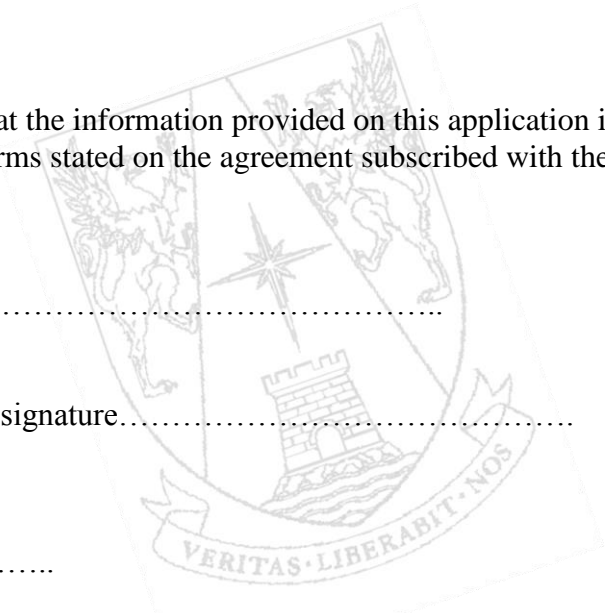 at the information provided on this application i
rms stated on the agreement subscribed with the
……………………………………………..
signature……………………………………….
…..
VERITAS · LIBERABIT · NOS